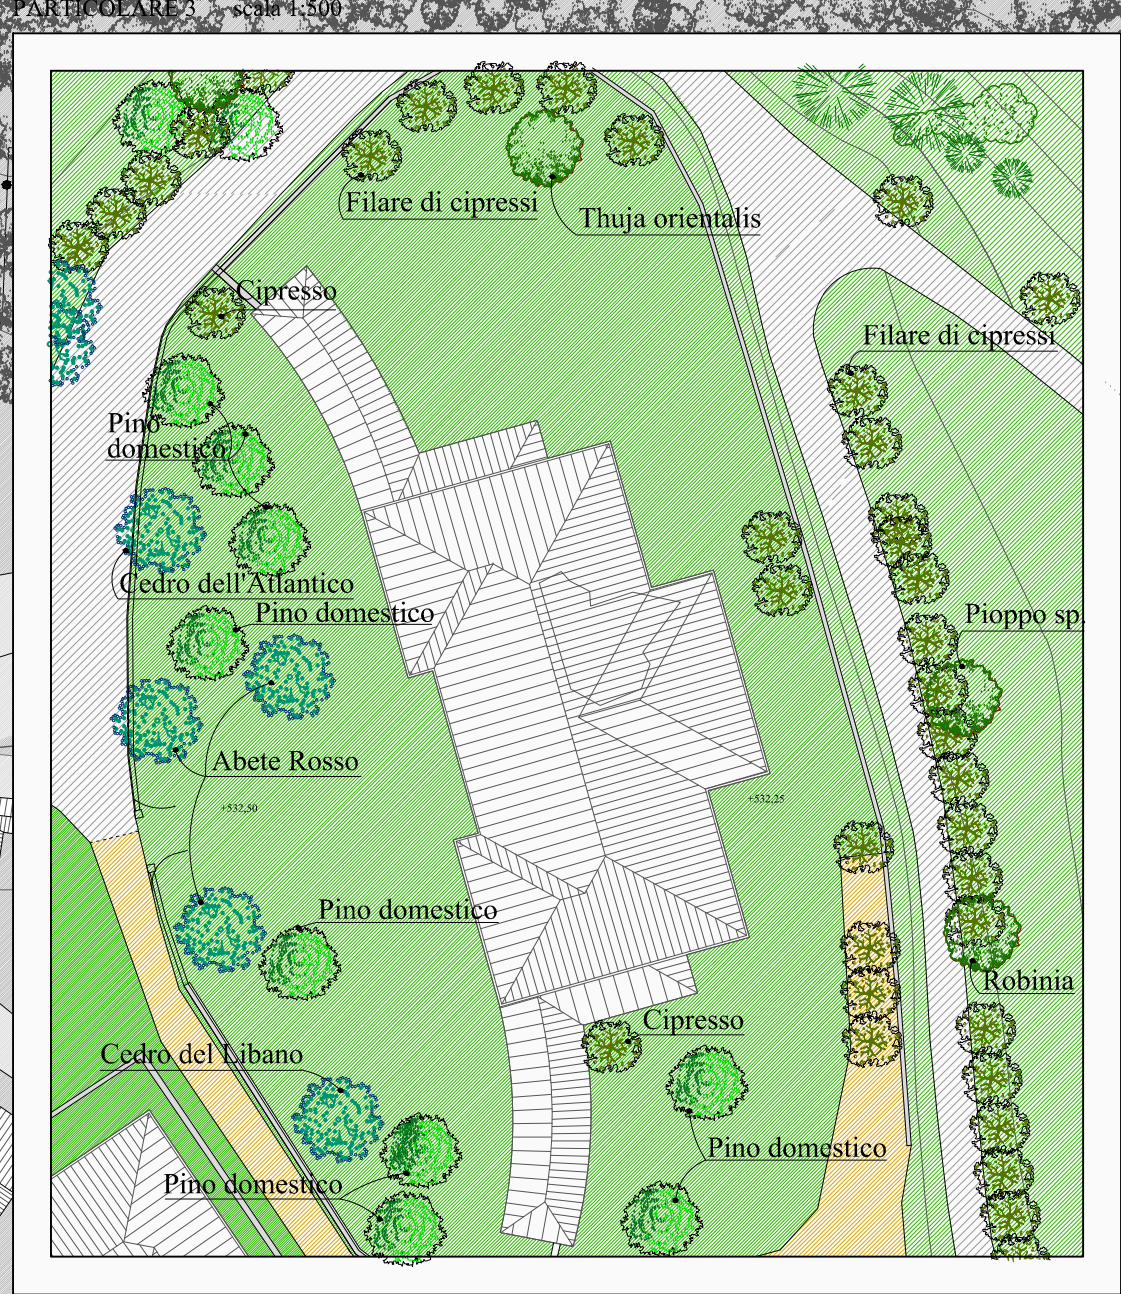 PARTICOLARE 3 scala 1:500
Filare di cipressi
Thuja orientalis
Cipresso
Filare di cipressi
Pino
domestico
Cedro dell'Atlantico
Pino domestico
Pioppo sp.
Abete Rosso
+532,50
+532,25
Pino domestico
Robinia
Cipresso
Cedro del Libano
Pino domestico
Pino domestico